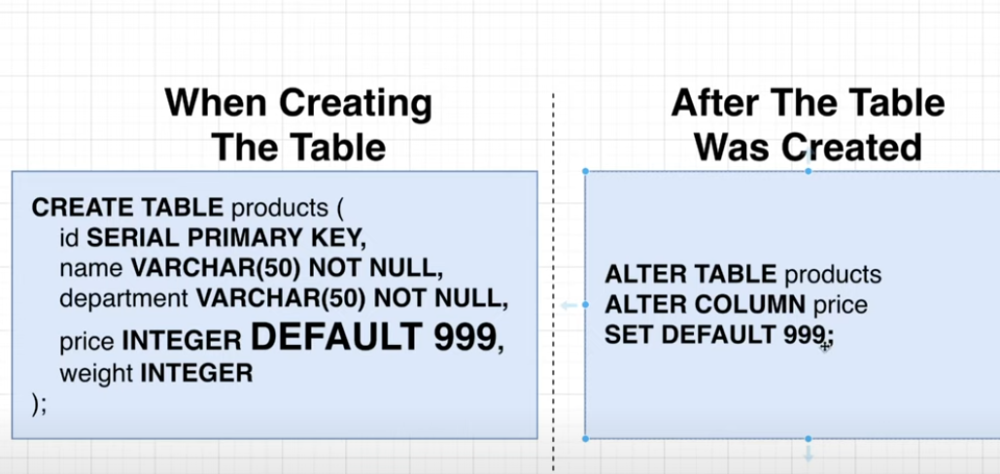 When Creating
The Table
CREATE TABLE products (
id SERIAL PRIMARY KEY,
name VARCHAR(50) NOT NULL,
department VARCHAR(50) NOT NULL,
price INTEGER DEFAULT 999,
weight INTEGER
);
After The Table
Was Created
ALTER TABLE products
ALTER COLUMN price
SET DEFAULT 999;